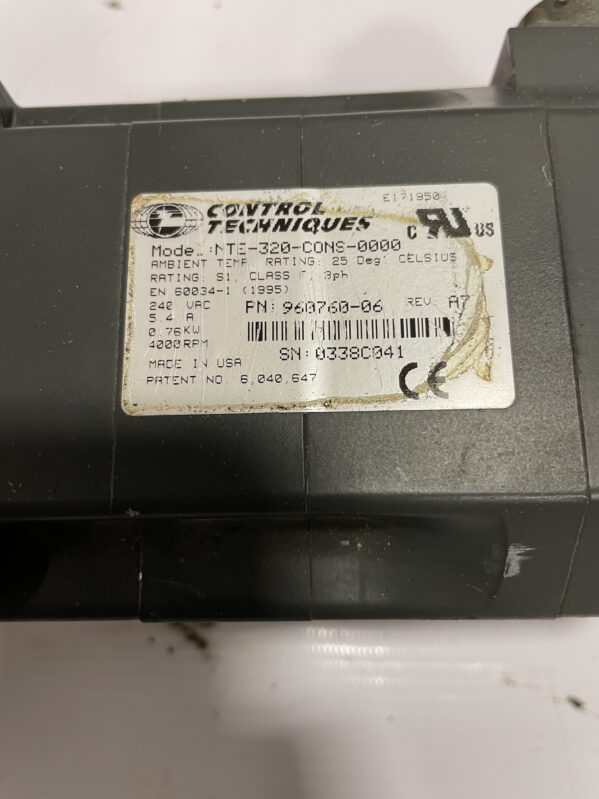 E171950
CONTROL
TECHNIQUES
C RU US
Model: NTE-320-CONS-0000
AMBIENT TEMP. RATING: 25 Deg. CELSIUS
RATING: S1, CLASS F, 3ph.
EN 60034-1 (1995)
240 VAC PN: 960760-06 REV: A7
5.4 A
0.76KW
4000RPM
SN: 0338C041
MADE IN USA
PATENT NO. 6,040,647
CE